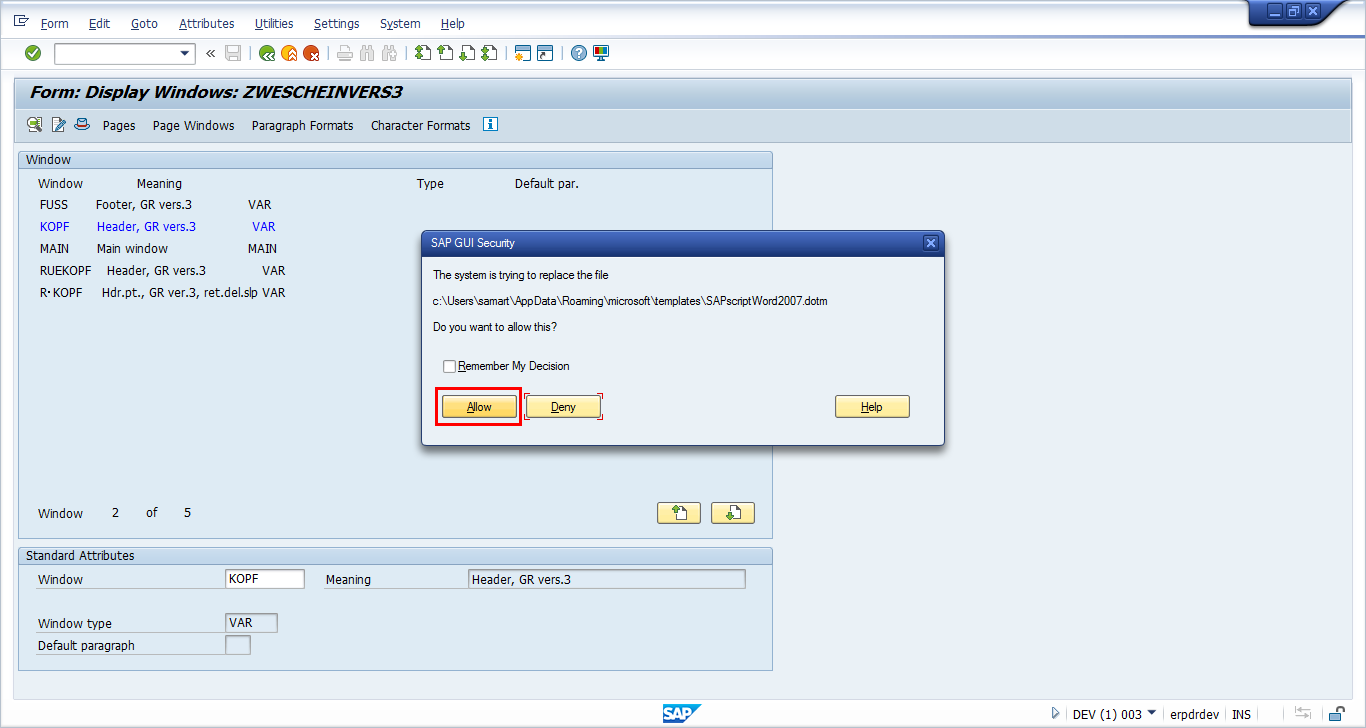 Form Edit Goto Attributes Utilities Settings System Help
Form: Display Windows: ZWESCHEINVERS3
Pages Page Windows Paragraph Formats Character Formats
Window
Window Meaning Type Default par.
FUSS Footer, GR vers.3 VAR
KOPF Header, GR vers.3 VAR
MAIN Main window MAIN
RUEKOPF Header, GR vers.3 VAR
R·KOPF Hdr.pt., GR ver.3, ret.del.slp VAR
SAP GUI Security
The system is trying to replace the file
c:\Users\samart\AppData\Roaming\microsoft\templates\SAPscriptWord2007.dotm
Do you want to allow this?
Remember My Decision
Allow Deny Help
Window 2 of 5
Standard Attributes
Window KOPF Meaning Header, GR vers.3
Window type VAR
Default paragraph
SAP DEV (1) 003 erpdrdev INS